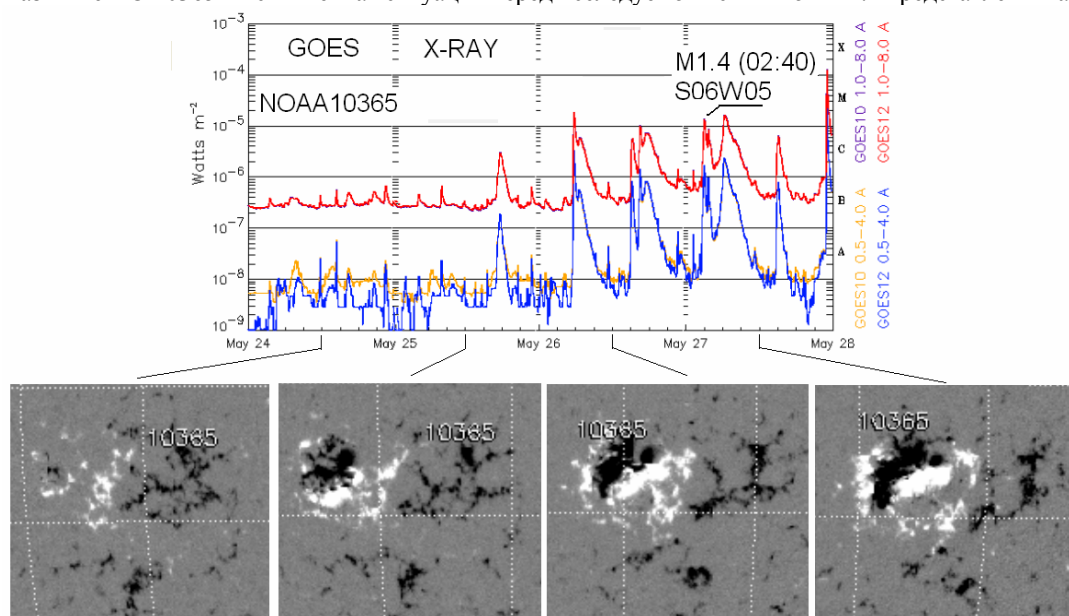 GOES X-RAY
NOAA10365
M1.4 (02:40)
S06W05
Watts m⁻²
10⁻³
10⁻⁴
10⁻⁵
10⁻⁶
10⁻⁷
10⁻⁸
10⁻⁹
X
M
C
B
A
GOES10 1.0−8.0 A
GOES12 1.0−8.0 A
GOES10 0.5−4.0 A
GOES12 0.5−4.0 A
May 24 May 25 May 26 May 27 May 28
10365 10365 10365 10365